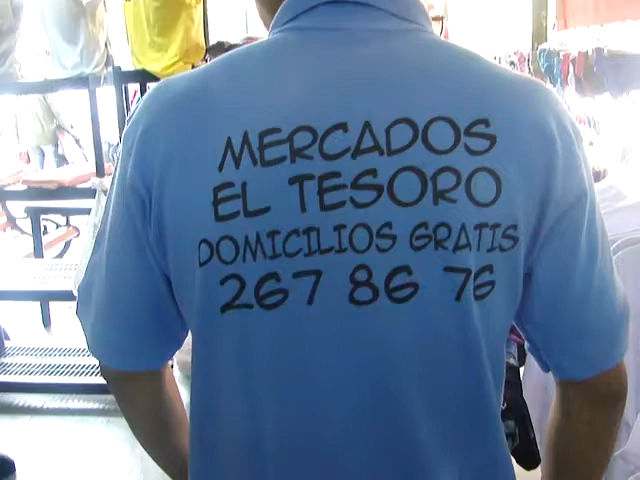 MERCADOS
EL TESORO
DOMICILIOS GRATIS
267 86 76